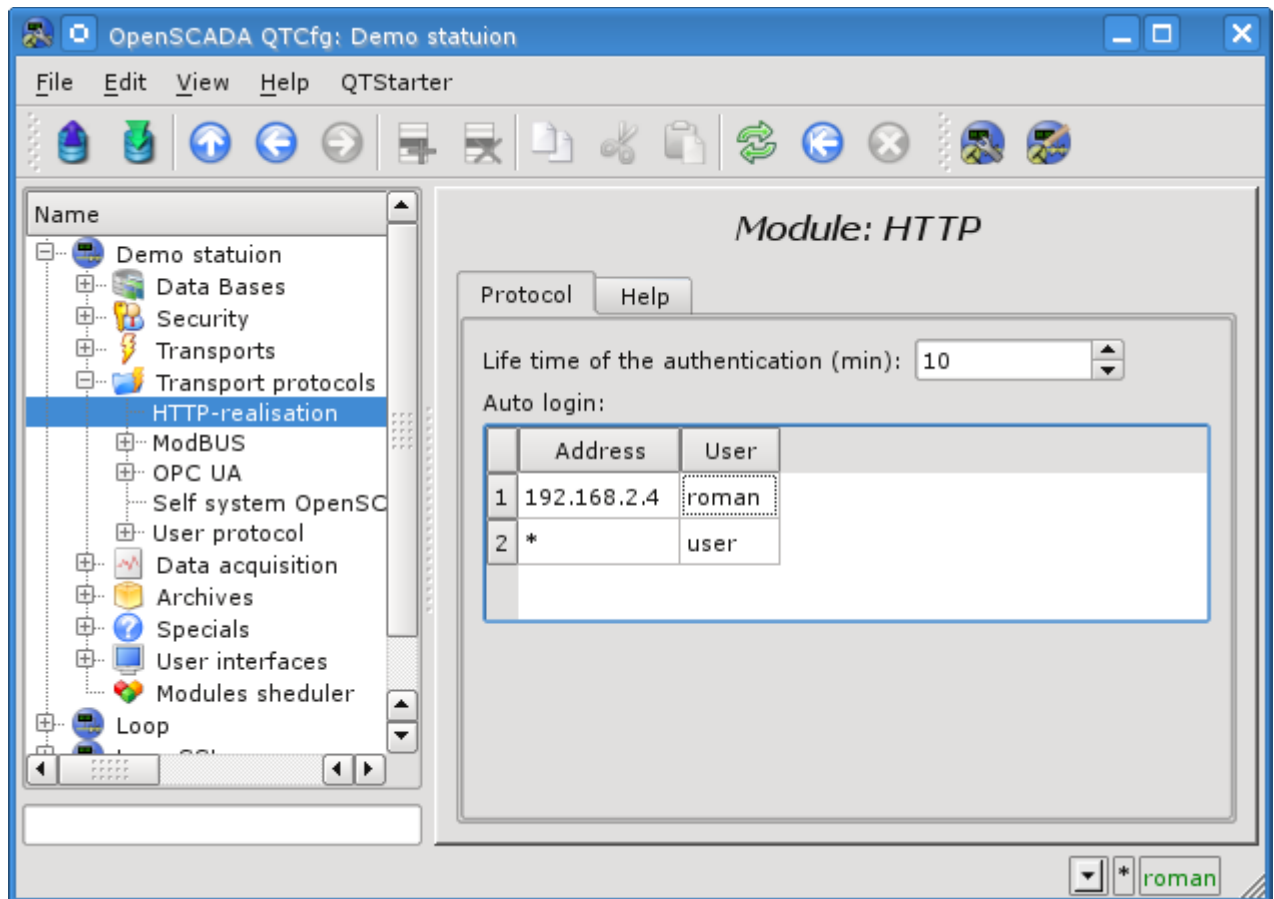 OpenSCADA QTCfg: Demo statuion
File Edit View Help QTStarter
Name
Demo statuion
Data Bases
Security
Transports
Transport protocols
HTTP-realisation
ModBUS
OPC UA
Self system OpenSC
User protocol
Data acquisition
Archives
Specials
User interfaces
Modules sheduler
Loop
Module: HTTP
Protocol Help
Life time of the authentication (min): 10
Auto login:
Address User
1 192.168.2.4 roman
2 * user
* roman